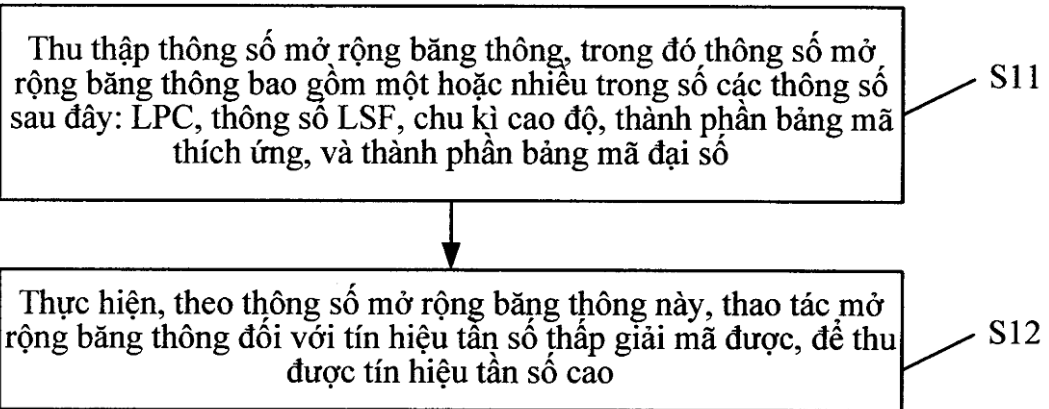 Thu thập thông số mở rộng băng thông, trong đó thông số mở
rộng băng thông bao gồm một hoặc nhiều trong số các thông số
sau đây: LPC, thông số LSF, chu kì cao độ, thành phần bảng mã
thích ứng, và thành phần bảng mã đại số
S11
Thực hiện, theo thông số mở rộng băng thông này, thao tác mở
rộng băng thông đối với tín hiệu tần số thấp giải mã được, để thu
được tín hiệu tần số cao
S12